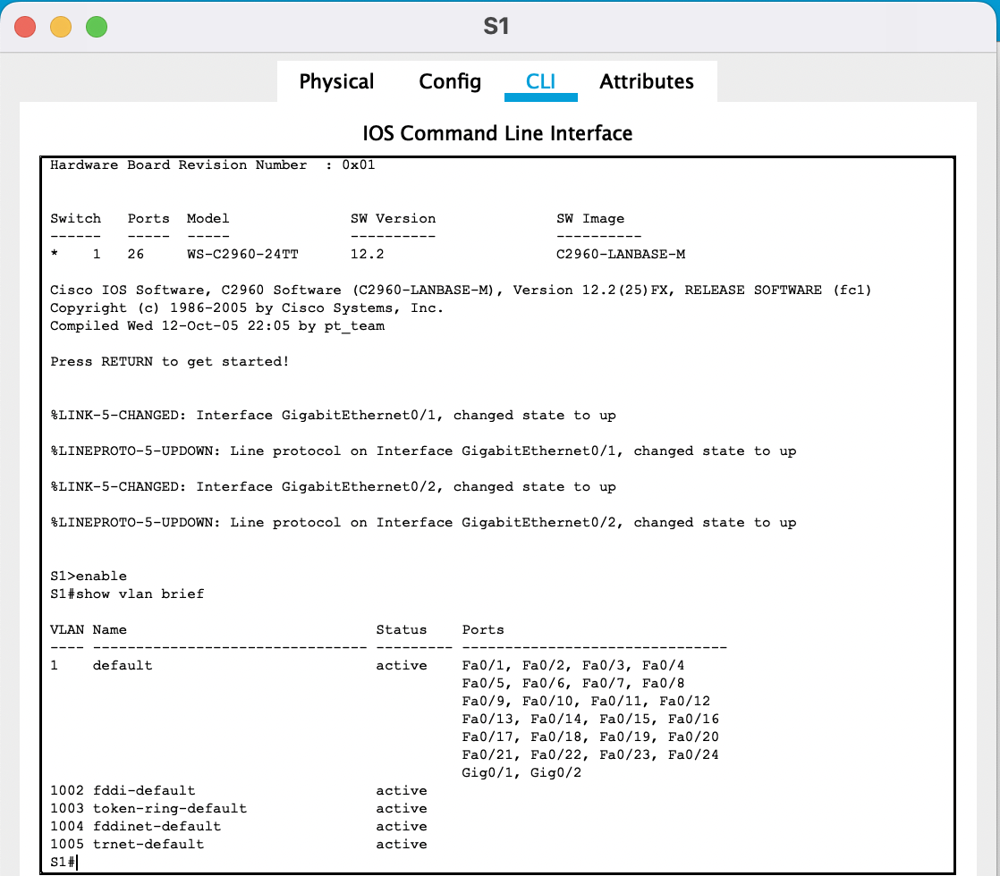 S1
Physical Config CLI Attributes
IOS Command Line Interface
Hardware Board Revision Number  : 0x01
Switch   Ports  Model              SW Version              SW Image
------   -----  -----              ----------              ----------
*    1   26     WS-C2960-24TT      12.2                    C2960-LANBASE-M
Cisco IOS Software, C2960 Software (C2960-LANBASE-M), Version 12.2(25)FX, RELEASE SOFTWARE (fc1)
Copyright (c) 1986-2005 by Cisco Systems, Inc.
Compiled Wed 12-Oct-05 22:05 by pt_team
Press RETURN to get started!
%LINK-5-CHANGED: Interface GigabitEthernet0/1, changed state to up
%LINEPROTO-5-UPDOWN: Line protocol on Interface GigabitEthernet0/1, changed state to up
%LINK-5-CHANGED: Interface GigabitEthernet0/2, changed state to up
%LINEPROTO-5-UPDOWN: Line protocol on Interface GigabitEthernet0/2, changed state to up
S1>enable
S1#show vlan brief
VLAN Name                             Status    Ports
---- -------------------------------- --------- -------------------------------
1    default                          active    Fa0/1, Fa0/2, Fa0/3, Fa0/4
                                                Fa0/5, Fa0/6, Fa0/7, Fa0/8
                                                Fa0/9, Fa0/10, Fa0/11, Fa0/12
                                                Fa0/13, Fa0/14, Fa0/15, Fa0/16
                                                Fa0/17, Fa0/18, Fa0/19, Fa0/20
                                                Fa0/21, Fa0/22, Fa0/23, Fa0/24
                                                Gig0/1, Gig0/2
1002 fddi-default                     active
1003 token-ring-default               active
1004 fddinet-default                  active
1005 trnet-default                    active
S1#